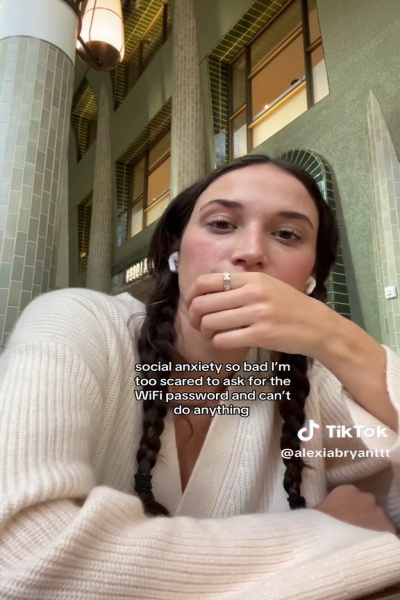 social anxiety so bad I'm
too scared to ask for the
WiFi password and can't
do anything
TikTok
@alexiabryanttt